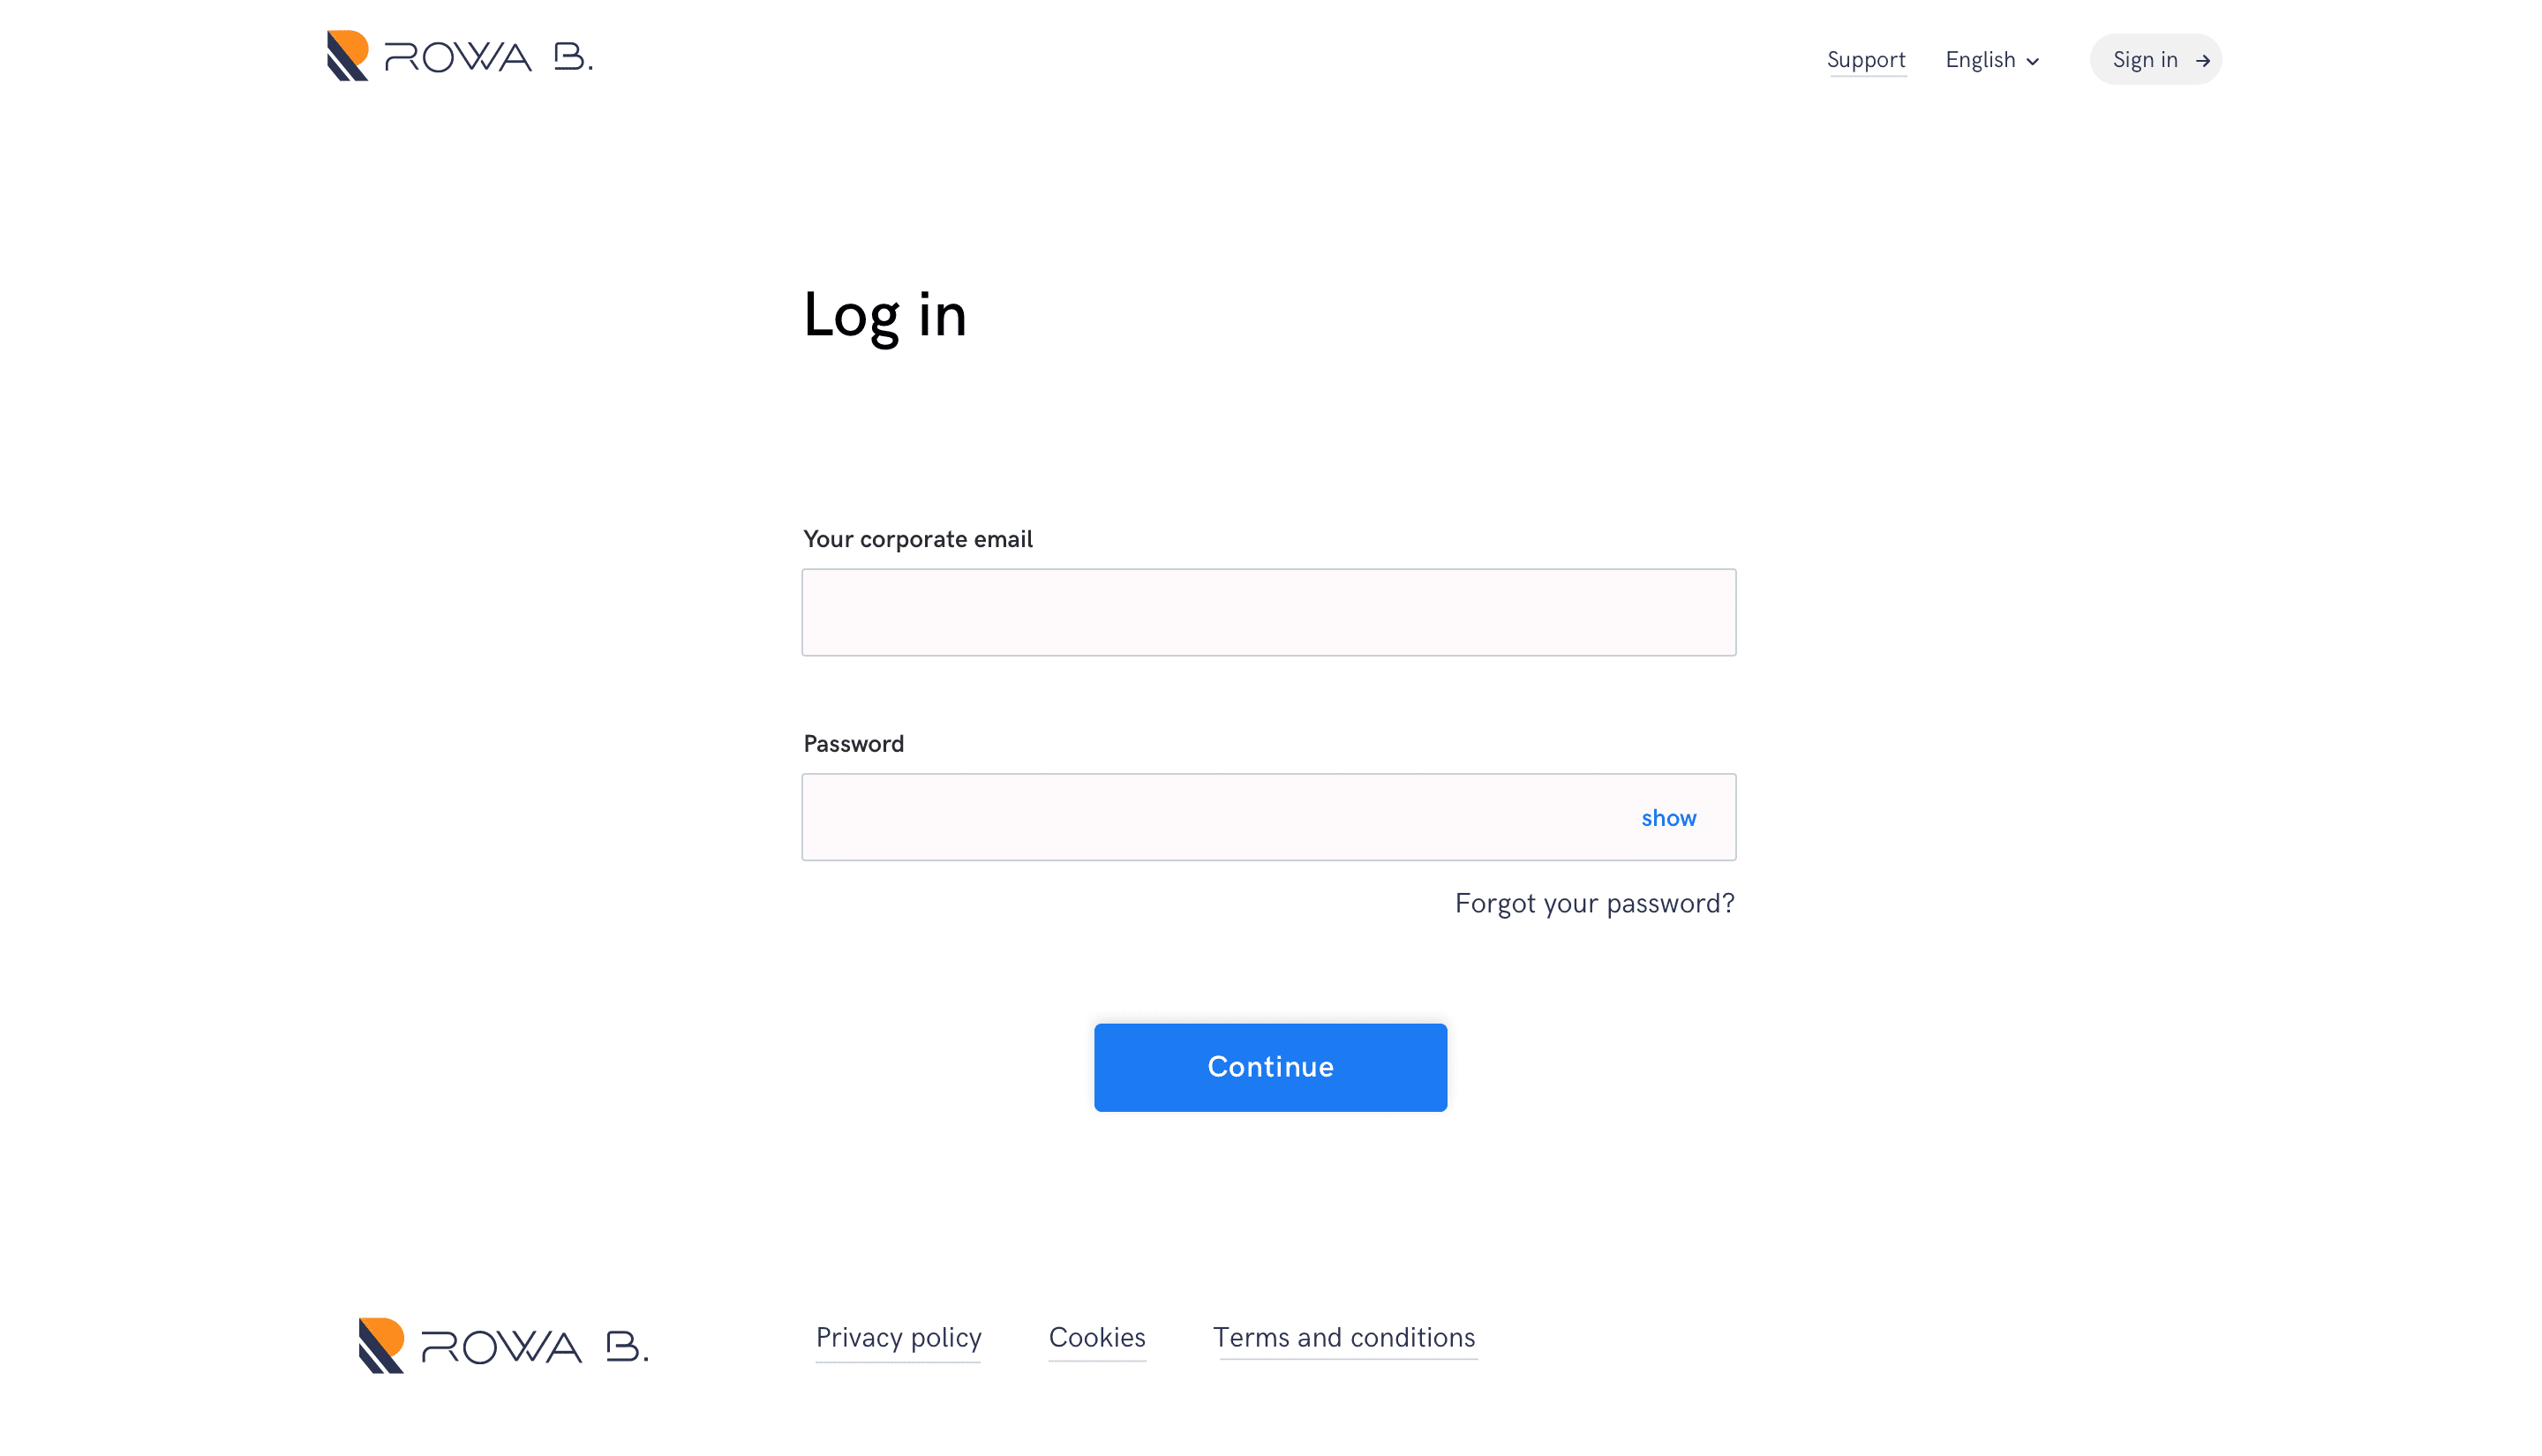 ROWA B.
Support English Sign in
Log in
Your corporate email
Password
show
Forgot your password?
Continue
ROWA B.
Privacy policy Cookies Terms and conditions